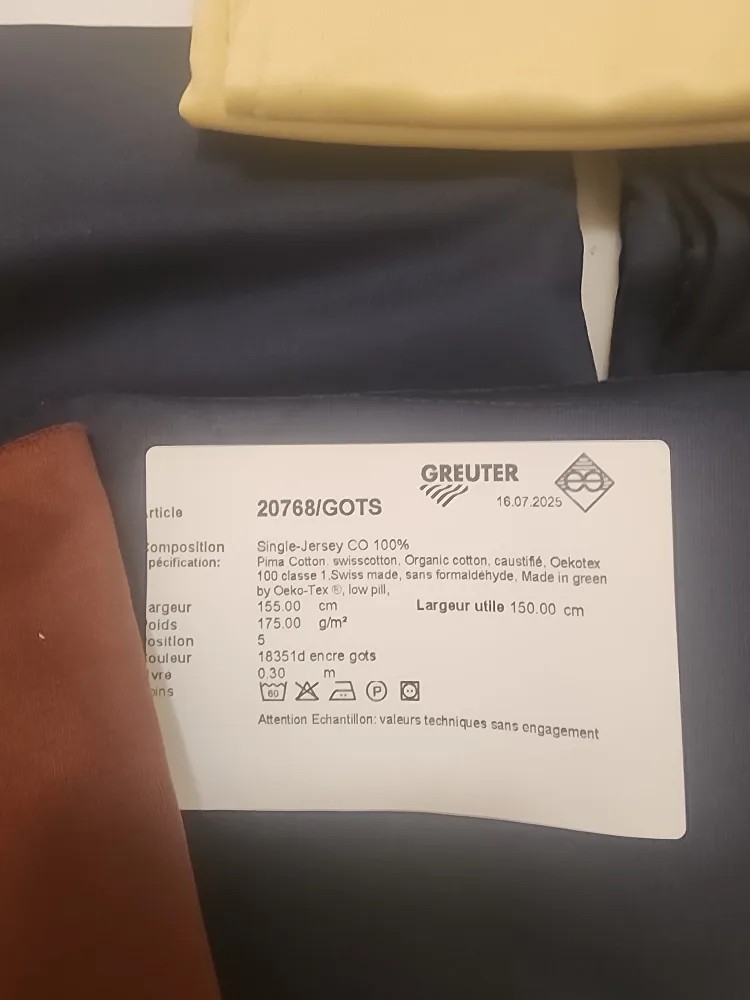 GREUTER
16.07.2025
rticle 20768/GOTS
omposition Single-Jersey CO 100%
pécification: Pima Cotton, swisscotton, Organic cotton, caustifié, Oekotex
100 classe 1,Swiss made, sans formaldehyde, Made in green
by Oeko-Tex ®, low pill,
argeur 155.00 cm Largeur utile 150.00 cm
oids 175.00 g/m²
osition 5
ouleur 18351d encre gots
vre 0.30 m
oins 60 P
Attention Echantillon: valeurs techniques sans engagement